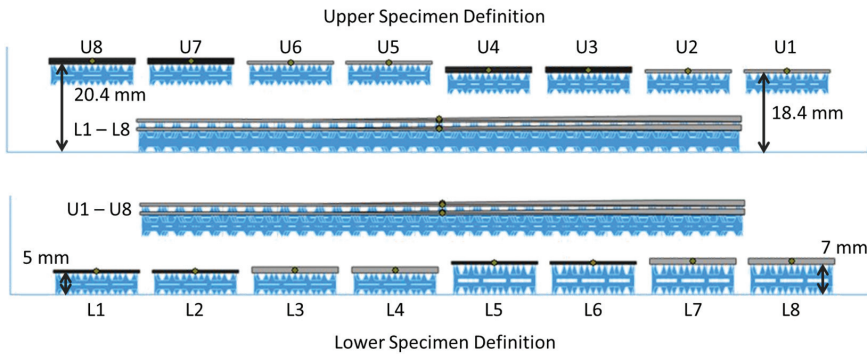 Upper Specimen Definition
U8 U7 U6 U5 U4 U3 U2 U1
20.4 mm
18.4 mm
L1 – L8
U1 – U8
5 mm
7 mm
L1 L2 L3 L4 L5 L6 L7 L8
Lower Specimen Definition